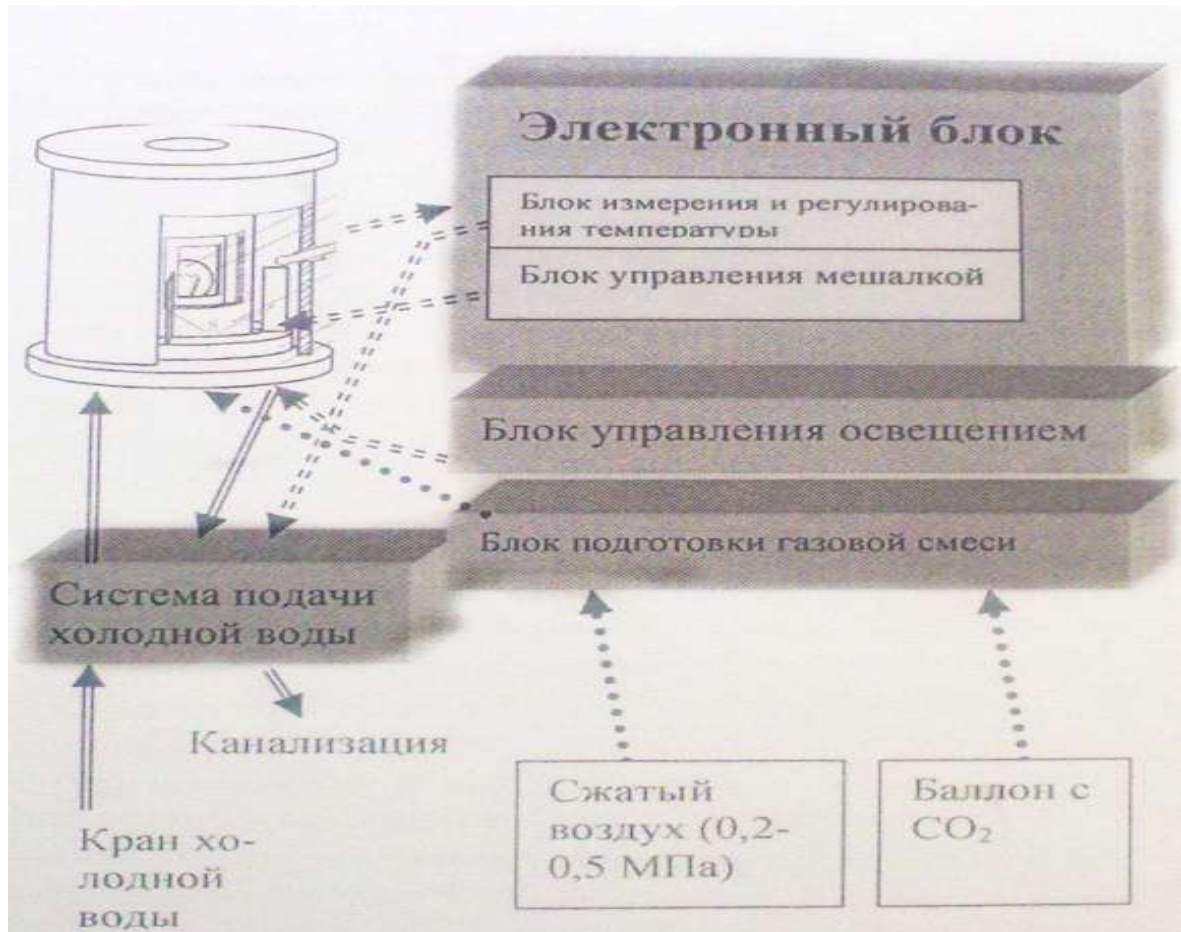 Электронный блок
Блок измерения и регулирова-
ния температуры
Блок управления мешалкой
Блок управления освещением
Блок подготовки газовой смеси
Система подачи
холодной воды
Канализация
Кран хо-
лодной
воды
Сжатый
воздух (0,2-
0,5 МПа)
Баллон с
CO₂